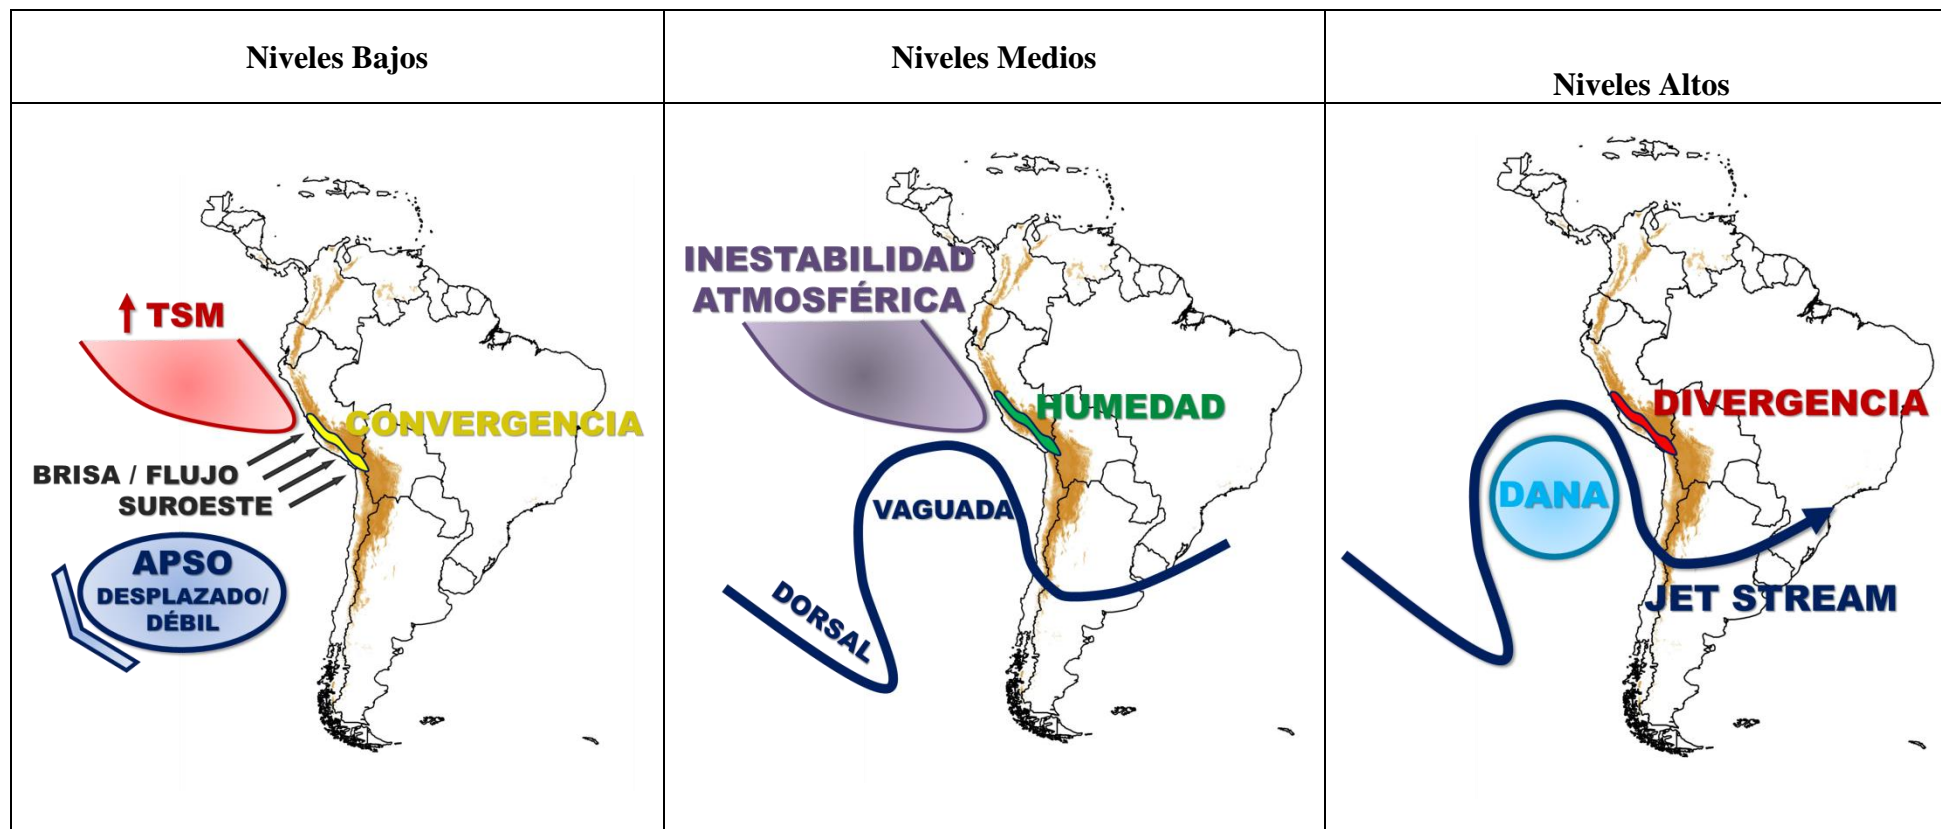 Niveles Bajos
Niveles Medios
Niveles Altos
TSM
CONVERGENCIA
BRISA / FLUJO
SUROESTE
APSO
DESPLAZADO/
DÉBIL
INESTABILIDAD
ATMOSFÉRICA
HUMEDAD
VAGUADA
DORSAL
DIVERGENCIA
DANA
JET STREAM